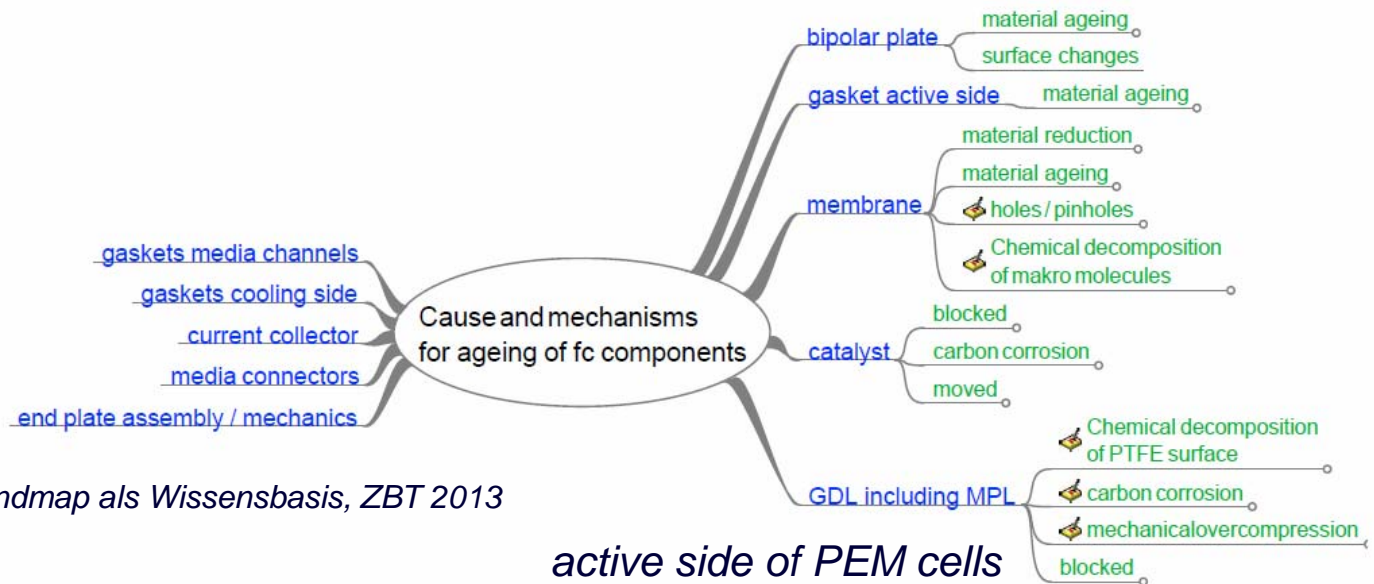 material ageing
bipolar plate
surface changes
gasket active side
material ageing
material reduction
material ageing
membrane
holes / pinholes
Chemical decomposition
of makro molecules
gaskets media channels
gaskets cooling side
current collector
media connectors
end plate assembly / mechanics
Cause and mechanisms
for ageing of fc components
blocked
catalyst
carbon corrosion
moved
Chemical decomposition
of PTFE surface
GDL including MPL
carbon corrosion
mechanicalovercompression
blocked
ndmap als Wissensbasis, ZBT 2013
active side of PEM cells